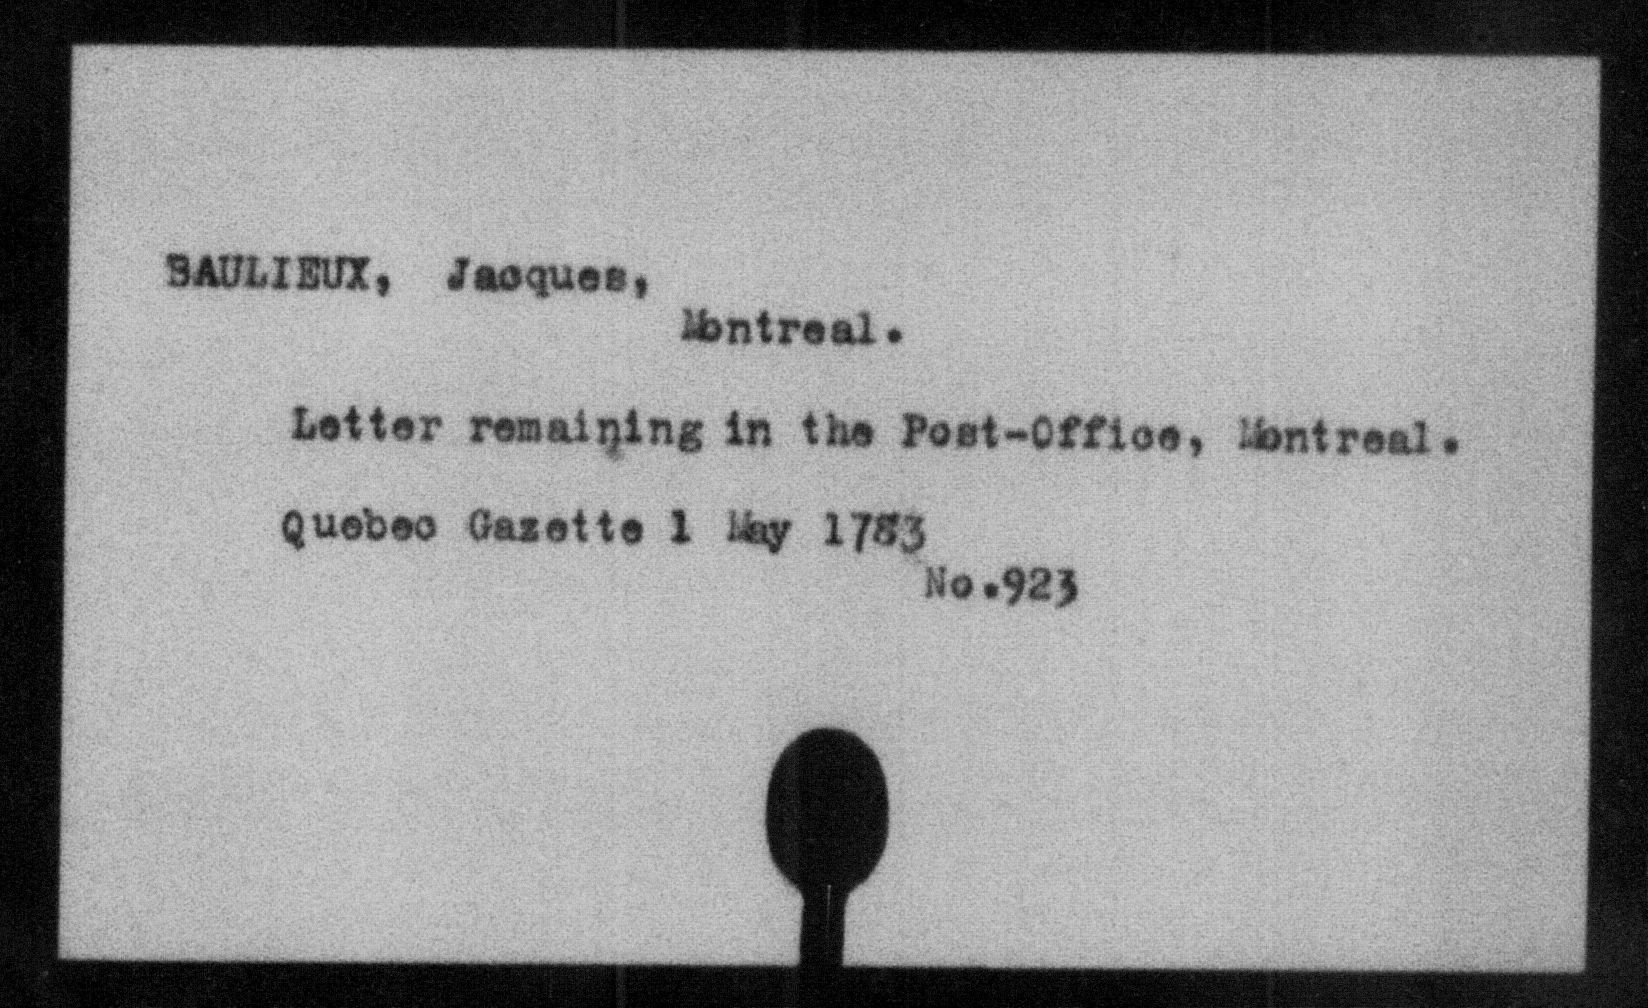 BAULIEUX, Jacques,
Montreal.
Letter remaining in the Post-Office, Montreal.
Quebec Gazette 1 May 1783
No.923